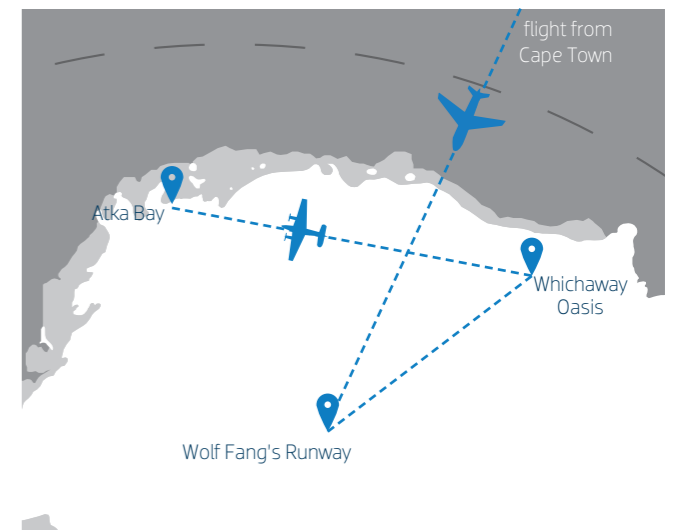 flight from
Cape Town
Atka Bay
Whichaway
Oasis
Wolf Fang's Runway